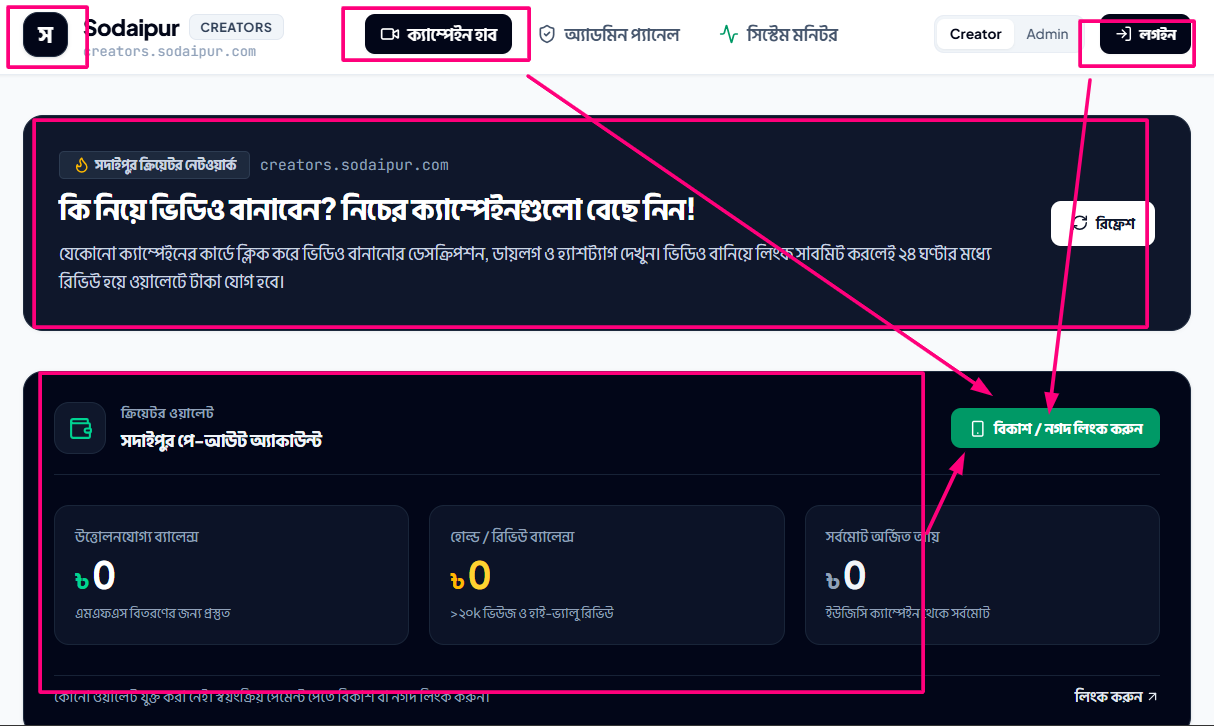 স
Sodaipur CREATORS
creators.sodaipur.com
ক্যাম্পেইন হাব
অ্যাডমিন প্যানেল
সিস্টেম মনিটর
Creator Admin
লগইন
সদাইপুর ক্রিয়েটর নেটওয়ার্ক creators.sodaipur.com
কি নিয়ে ভিডিও বানাবেন? নিচের ক্যাম্পেইনগুলো বেছে নিন!
রিফ্রেশ
যেকোনো ক্যাম্পেইনের কার্ডে ক্লিক করে ভিডিও বানানোর ডেসক্রিপশন, ডায়লগ ও হ্যাশট্যাগ দেখুন। ভিডিও বানিয়ে লিংক সাবমিট করলেই ২৪ ঘণ্টার মধ্যে
রিভিউ হয়ে ওয়ালেটে টাকা যোগ হবে।
ক্রিয়েটর ওয়ালেট
সদাইপুর পে-আউট অ্যাকাউন্ট
বিকাশ / নগদ লিংক করুন
উত্তোলনযোগ্য ব্যালেন্স
৳0
এমএফএস বিতরণের জন্য প্রস্তুত
হোল্ড / রিভিউ ব্যালেন্স
৳0
>২০k ভিউজ ও হাই-ভ্যালু রিভিউ
সর্বমোট অর্জিত আয়
৳0
ইউজিসি ক্যাম্পেইন থেকে সর্বমোট
কোনো ওয়ালেট যুক্ত করা নেই। স্বয়ংক্রিয় পেমেন্ট পেতে বিকাশ বা নগদ লিংক করুন।
লিংক করুন